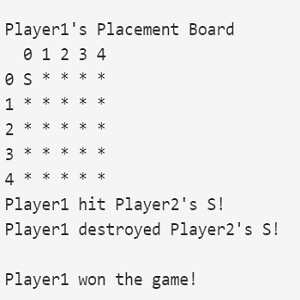 Player1's Placement Board
  0 1 2 3 4
0 S * * * *
1 * * * * *
2 * * * * *
3 * * * * *
4 * * * * *
Player1 hit Player2's S!
Player1 destroyed Player2's S!

Player1 won the game!